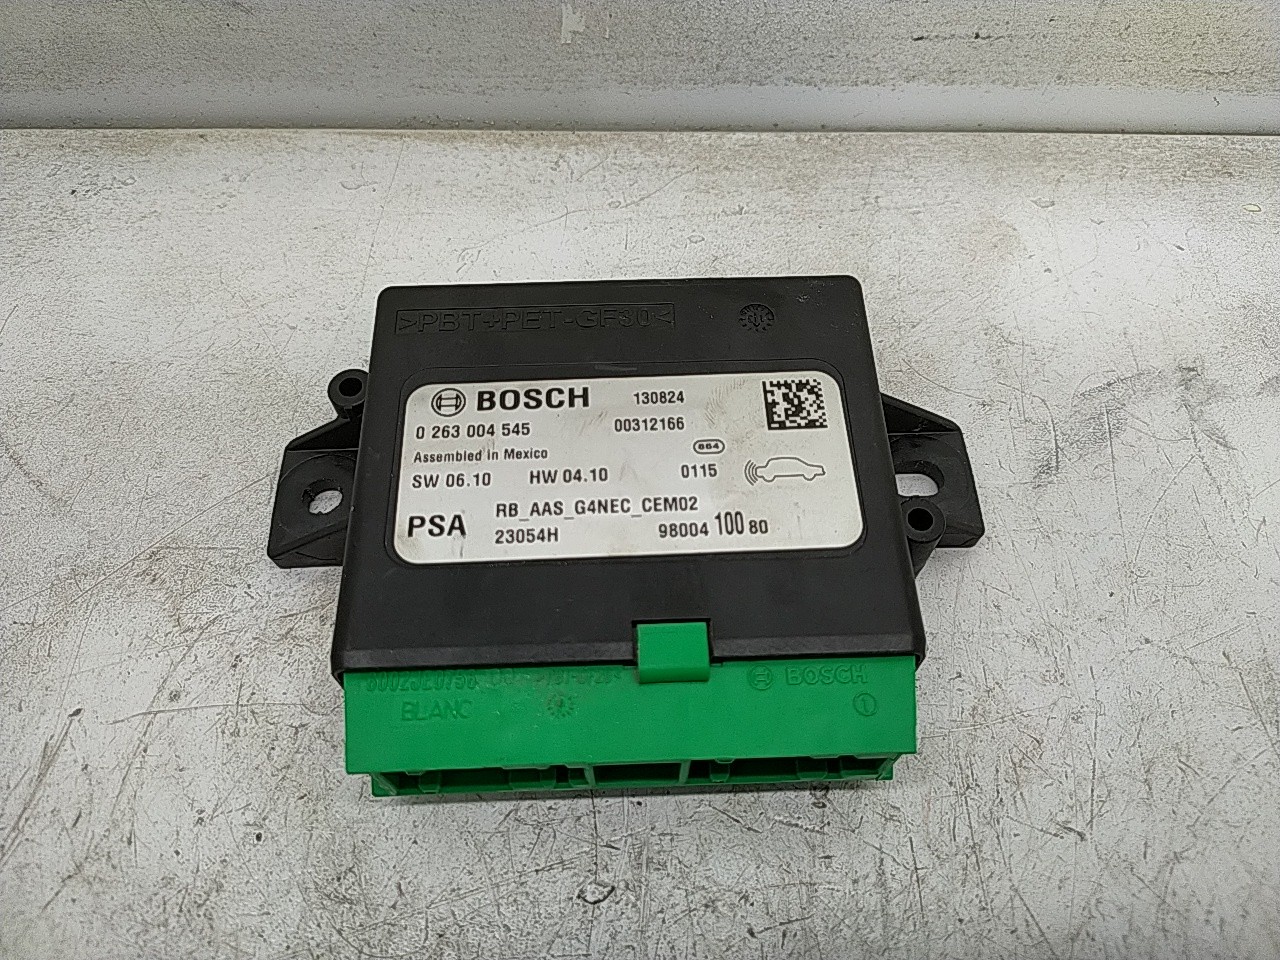 >PBT+PET-GF30<
BOSCH 130824
0 263 004 545 00312166
Assembled in Mexico 864
SW 06.10 HW 04.10 0115
PSA RB_AAS_G4NEC_CEM02
23054H 98004 100 80
BOSCH
BLANC 1